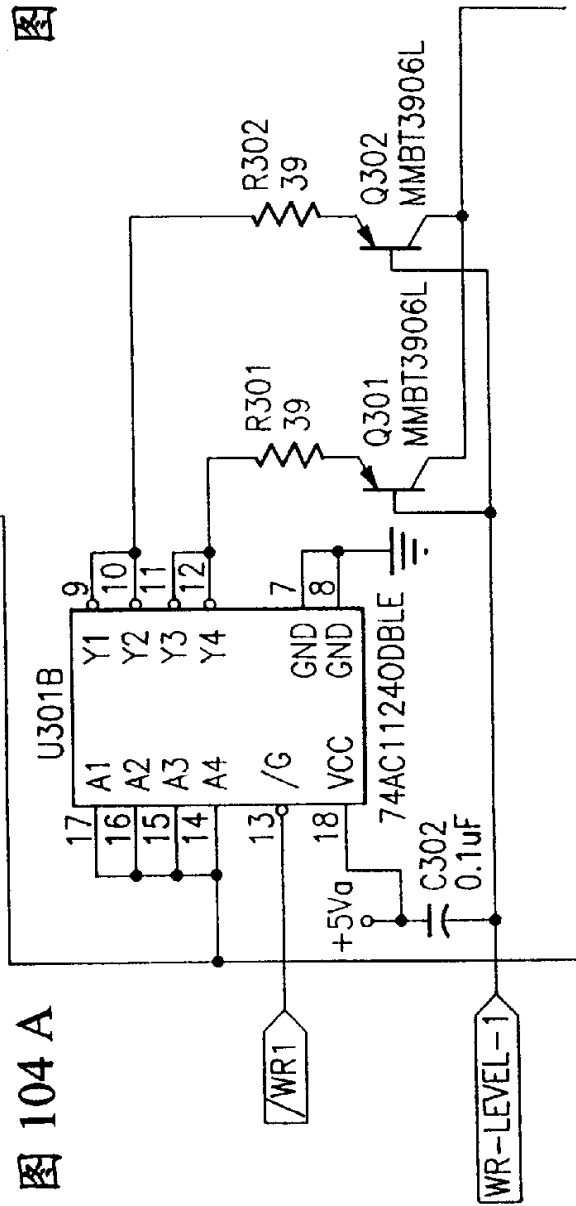 图 104 A
图
U301B
17 A1
16 A2
15 A3
14 A4
13 /G
18 VCC
Y1 9
Y2 10
Y3 11
Y4 12
GND 7
GND 8
74AC11240DBLE
/WR1
+5Va
C302
0.1uF
WR-LEVEL-1
R301
39
Q301
MMBT3906L
R302
39
Q302
MMBT3906L